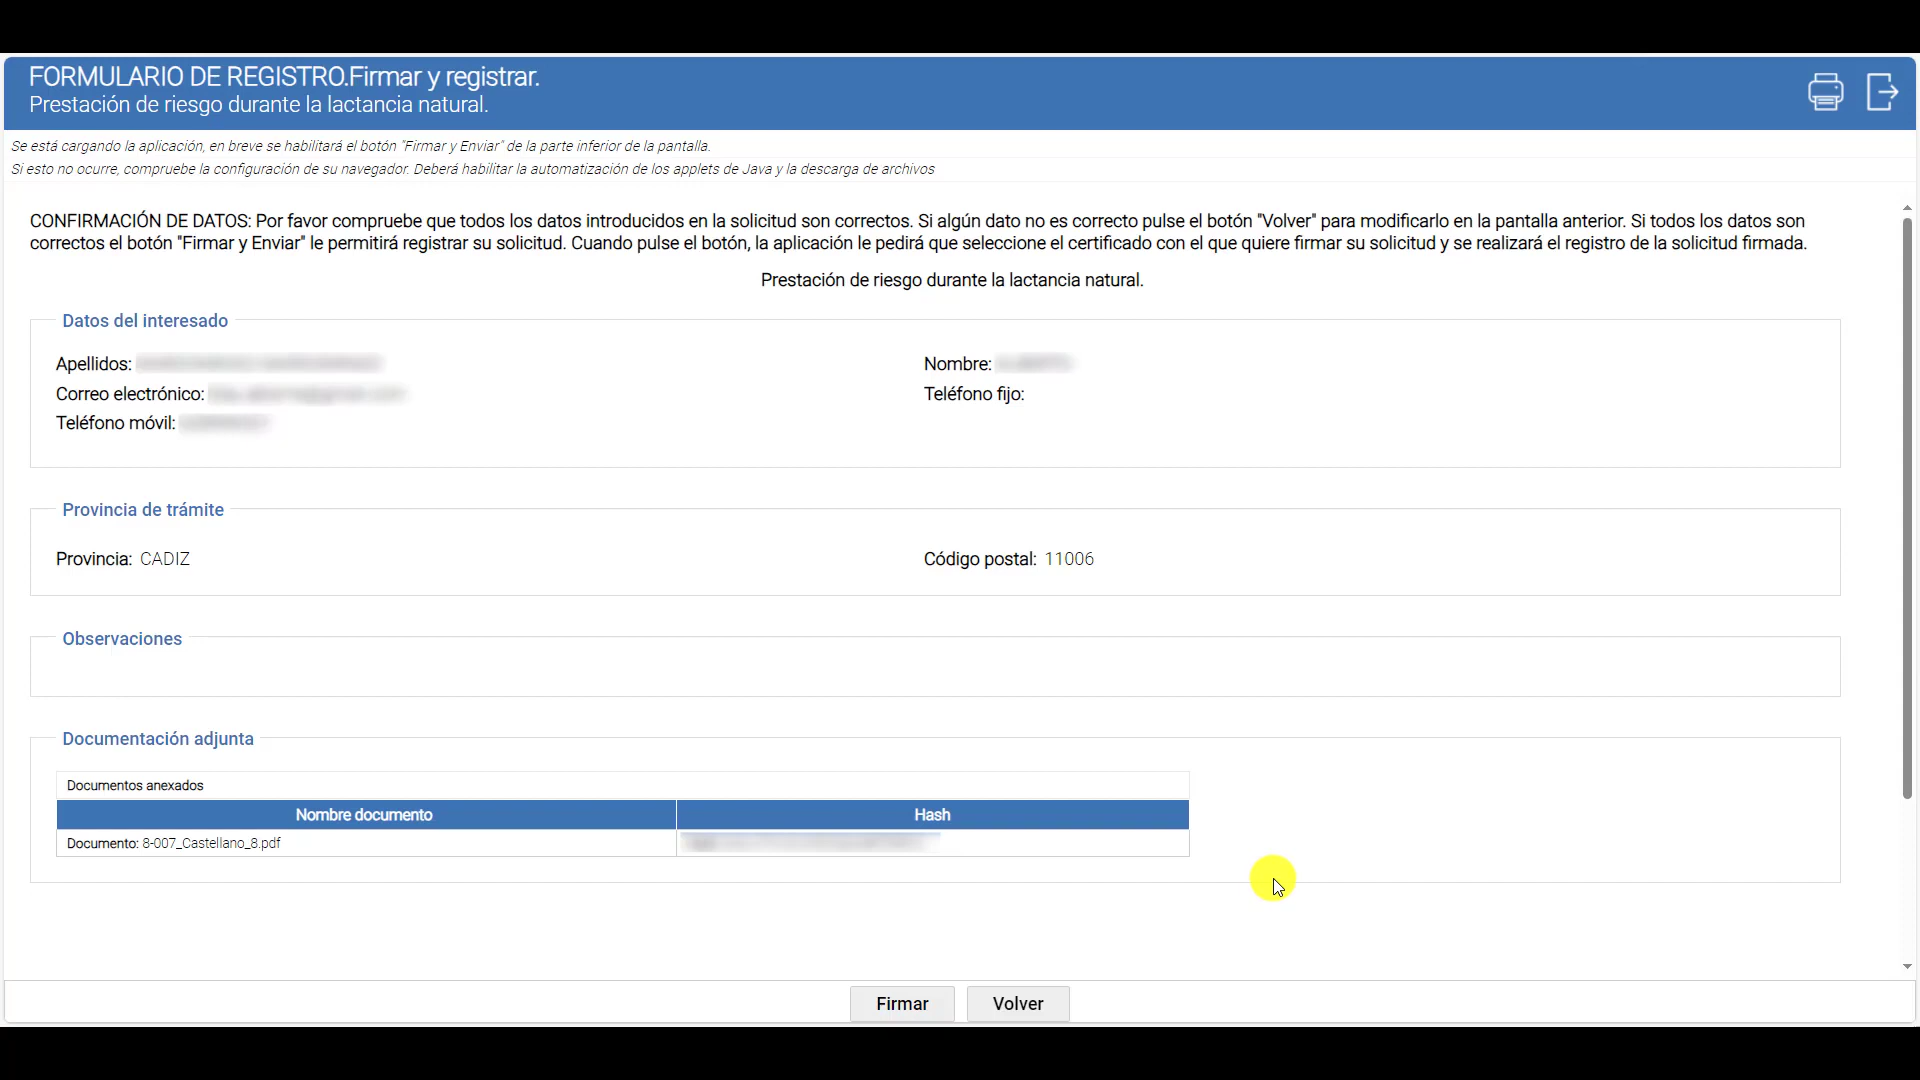 FORMULARIO DE REGISTRO.Firmar y registrar.
Prestación de riesgo durante la lactancia natural.
Se está cargando la aplicación, en breve se habilitará el botón "Firmar y Enviar" de la parte inferior de la pantalla.
Si esto no ocurre, compruebe la configuración de su navegador. Deberá habilitar la automatización de los applets de Java y la descarga de archivos
CONFIRMACIÓN DE DATOS: Por favor compruebe que todos los datos introducidos en la solicitud son correctos. Si algún dato no es correcto pulse el botón "Volver" para modificarlo en la pantalla anterior. Si todos los datos son
correctos el botón "Firmar y Enviar" le permitirá registrar su solicitud. Cuando pulse el botón, la aplicación le pedirá que seleccione el certificado con el que quiere firmar su solicitud y se realizará el registro de la solicitud firmada.
Prestación de riesgo durante la lactancia natural.
Datos del interesado
Apellidos: Nombre:
Correo electrónico: Teléfono fijo:
Teléfono móvil:
Provincia de trámite
Provincia: CADIZ Código postal: 11006
Observaciones
Documentación adjunta
Documentos anexados
Nombre documento Hash
Documento: 8-007_Castellano_8.pdf
Firmar Volver